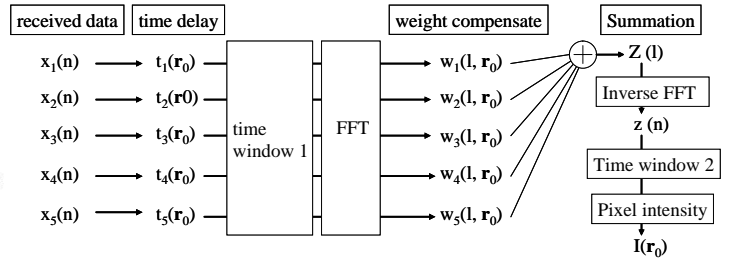 received data time delay weight compensate Summation
x₁(n) t₁(r₀) w₁(l, r₀) Z (l)
x₂(n) t₂(r0) w₂(l, r₀) Inverse FFT
z (n)
x₃(n) t₃(r₀) time window 1 FFT w₃(l, r₀)
Time window 2
x₄(n) t₄(r₀) w₄(l, r₀)
x₅(n) t₅(r₀) w₅(l, r₀) Pixel intensity
I(r₀)